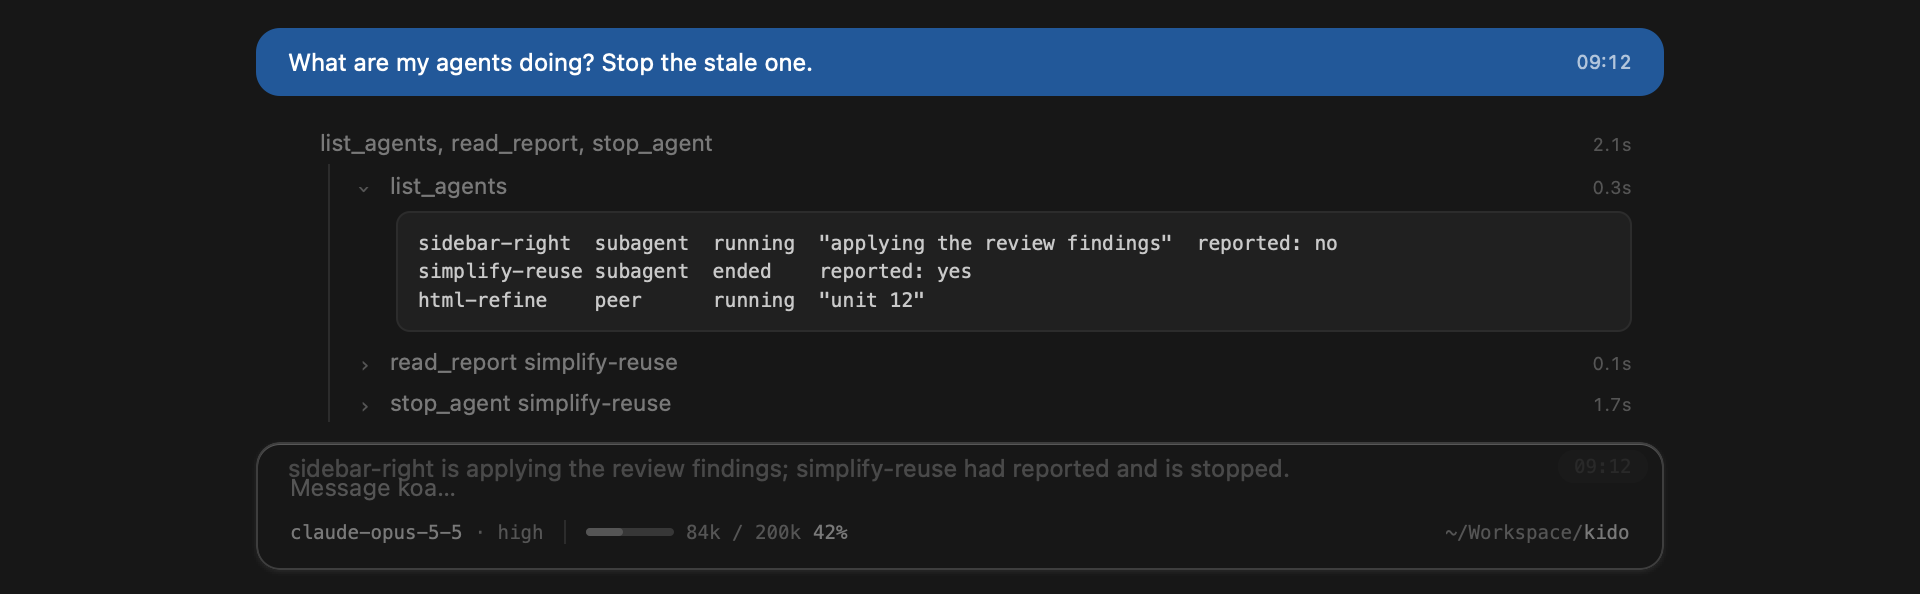 What are my agents doing? Stop the stale one. 09:12
list_agents, read_report, stop_agent 2.1s
list_agents 0.3s
sidebar-right subagent running "applying the review findings" reported: no
simplify-reuse subagent ended reported: yes
html-refine peer running "unit 12"
read_report simplify-reuse 0.1s
stop_agent simplify-reuse 1.7s
sidebar-right is applying the review findings; simplify-reuse had reported and is stopped. 09:12
Message koa...
claude-opus-5-5 · high 84k / 200k 42% ~/Workspace/kido